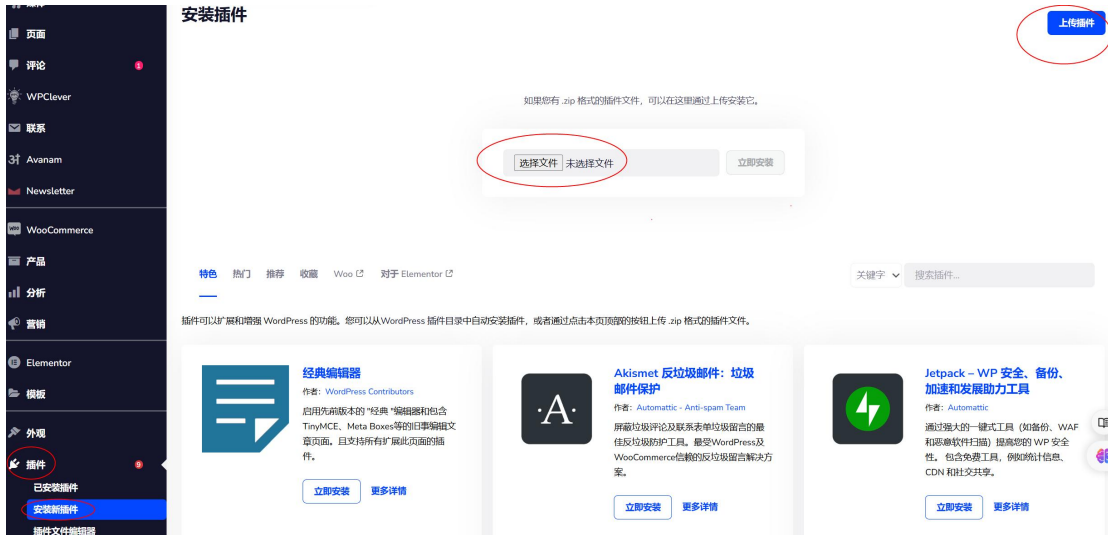 安装插件
上传插件
页面
评论
1
WPClever
联系
Avanam
Newsletter
WooCommerce
产品
分析
营销
Elementor
模板
外观
插件
9
已安装插件
安装新插件
插件文件编辑器
如果您有 .zip 格式的插件文件，可以在这里通过上传安装它。
选择文件 未选择文件
立即安装
特色 热门 推荐 收藏 Woo 对于 Elementor
关键字
搜索插件...
插件可以扩展和增强 WordPress 的功能。您可以从WordPress 插件目录中自动安装插件，或者通过点击本页顶部的按钮上传 .zip 格式的插件文件。
经典编辑器
作者：WordPress Contributors
启用先前版本的 "经典 "编辑器和包含
TinyMCE、Meta Boxes等的旧事编辑文
章页面。且支持所有扩展此页面的插
件。
立即安装 更多详情
·A·
Akismet 反垃圾邮件：垃圾
邮件保护
作者：Automattic - Anti-spam Team
屏蔽垃圾评论及联系表单垃圾留言的最
佳反垃圾防护工具。最受WordPress及
WooCommerce信赖的反垃圾留言解决方
案。
立即安装 更多详情
Jetpack – WP 安全、备份、
加速和发展助力工具
作者：Automattic
通过强大的一键式工具（如备份、WAF
和恶意软件扫描）提高您的 WP 安全
性。 包含免费工具，例如统计信息、
CDN 和社交共享。
立即安装 更多详情